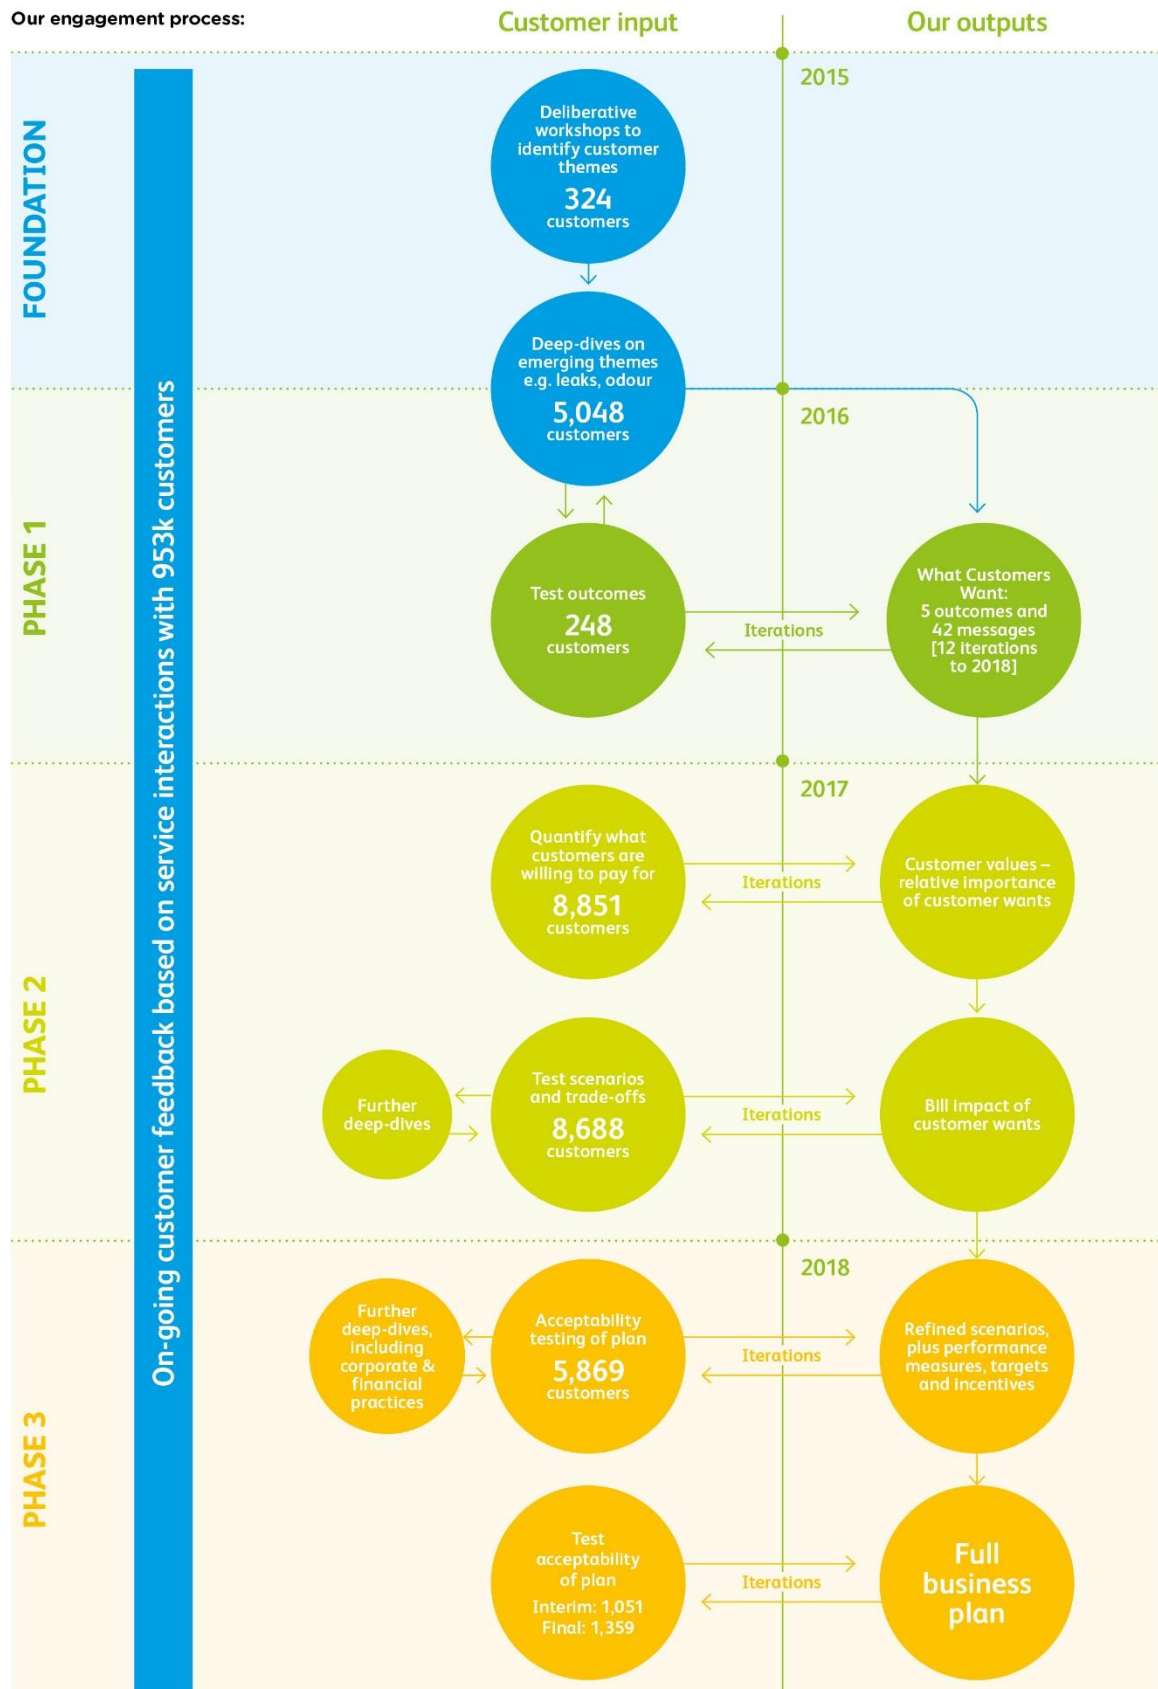 Our engagement process:
Customer input
Our outputs
2015
FOUNDATION
On-going customer feedback based on service interactions with 953k customers
Deliberative
workshops to
identify customer
themes
324
customers
Deep-dives on
emerging themes
e.g. leaks, odour
5,048
customers
2016
PHASE 1
Test outcomes
248
customers
Iterations
What Customers
Want:
5 outcomes and
42 messages
[12 iterations
to 2018]
2017
PHASE 2
Quantify what
customers are
willing to pay for
8,851
customers
Iterations
Customer values –
relative importance
of customer wants
Further
deep-dives
Test scenarios
and trade-offs
8,688
customers
Iterations
Bill impact of
customer wants
2018
PHASE 3
Further
deep-dives,
including
corporate &
financial
practices
Acceptability
testing of plan
5,869
customers
Iterations
Refined scenarios,
plus performance
measures, targets
and incentives
Test
acceptability
of plan
Interim: 1,051
Final: 1,359
Iterations
Full
business
plan